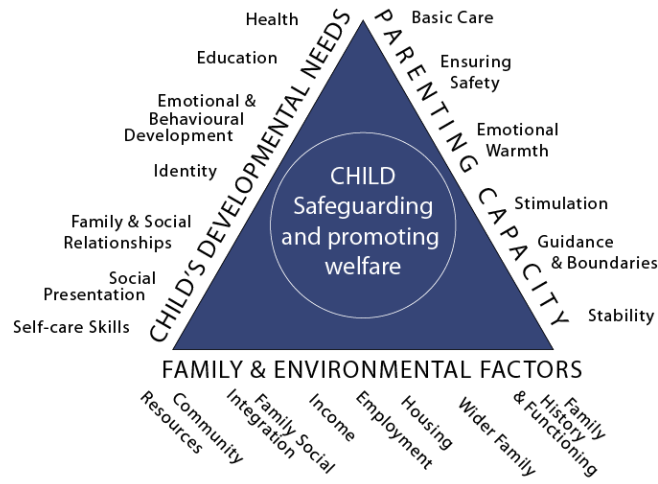 Health
Education
Emotional &
Behavioural
Development
Identity
Family & Social
Relationships
Social
Presentation
Self-care Skills
CHILD'S DEVELOPMENTAL NEEDS
CHILD
Safeguarding
and promoting
welfare
PARENTING CAPACITY
Basic Care
Ensuring
Safety
Emotional
Warmth
Stimulation
Guidance
& Boundaries
Stability
FAMILY & ENVIRONMENTAL FACTORS
Community
Resources
Family Social
Integration
Income
Employment
Housing
Wider Family
Family
History
& Functioning